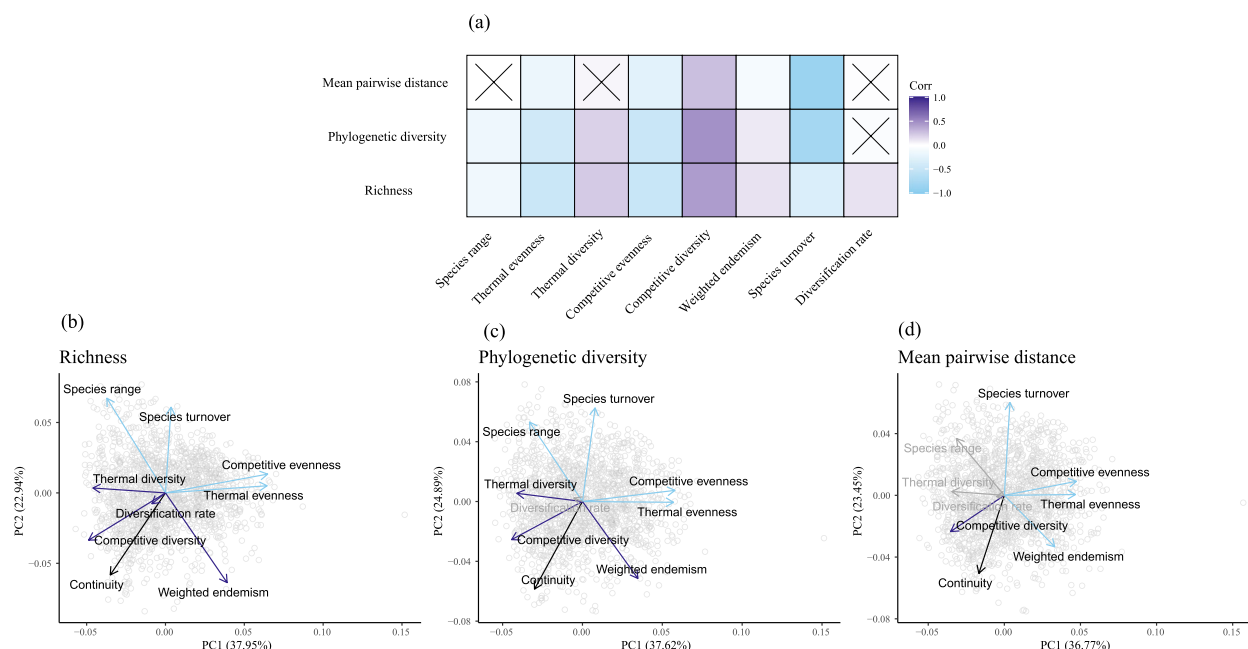 (a)
Mean pairwise distance
Phylogenetic diversity
Richness
Corr
1.0
0.5
0.0
−0.5
−1.0
Species range
Thermal evenness
Thermal diversity
Competitive evenness
Competitive diversity
Weighted endemism
Species turnover
Diversification rate
(b)
Richness
Species range
Species turnover
Competitive evenness
Thermal diversity
Thermal evenness
Diversification rate
Competitive diversity
Continuity
Weighted endemism
PC2 (22.94%)
0.05
0.00
−0.05
−0.05
0.00
0.05
0.10
0.15
PC1 (37.95%)
(c)
Phylogenetic diversity
Species turnover
Species range
Thermal diversity
Competitive evenness
Diversification rate
Thermal evenness
Competitive diversity
Weighted endemism
Continuity
PC2 (24.89%)
0.08
0.04
0.00
−0.04
−0.08
−0.05
0.00
0.05
0.10
0.15
PC1 (37.62%)
(d)
Mean pairwise distance
Species turnover
Species range
Competitive evenness
Thermal diversity
Thermal evenness
Diversification rate
Competitive diversity
Weighted endemism
Continuity
PC2 (23.45%)
0.04
0.00
−0.04
−0.08
−0.05
0.00
0.05
0.10
0.15
PC1 (36.77%)